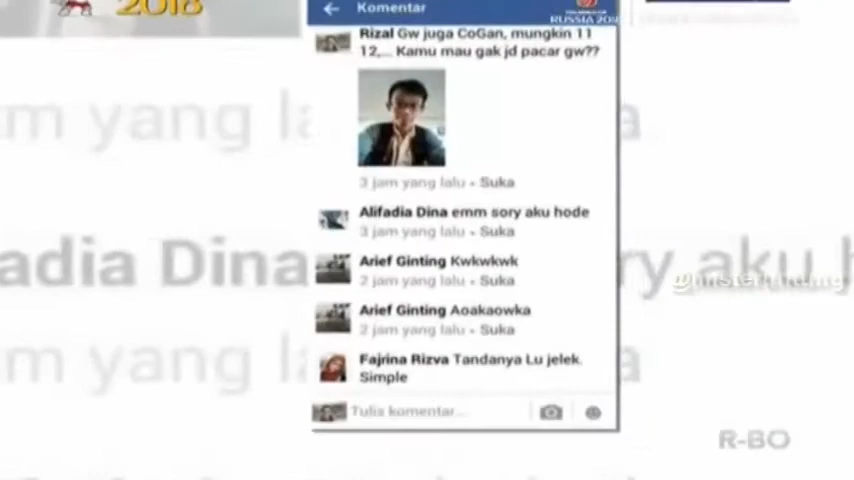 2018
Komentar
RUSSIA 2018
Rizal Gw juga CoGan, mungkin 11
12,... Kamu mau gak jd pacar gw??
3 jam yang lalu • Suka
Alifadia Dina emm sory aku hode
3 jam yang lalu • Suka
Arief Ginting Kwkwkwk
2 jam yang lalu • Suka
Arief Ginting Aoakaowka
2 jam yang lalu • Suka
Fajrina Rizva Tandanya Lu jelek.
Simple
Tulis komentar...
m yang la
a
adia Dina
ry aku h
m yang la
R-BO